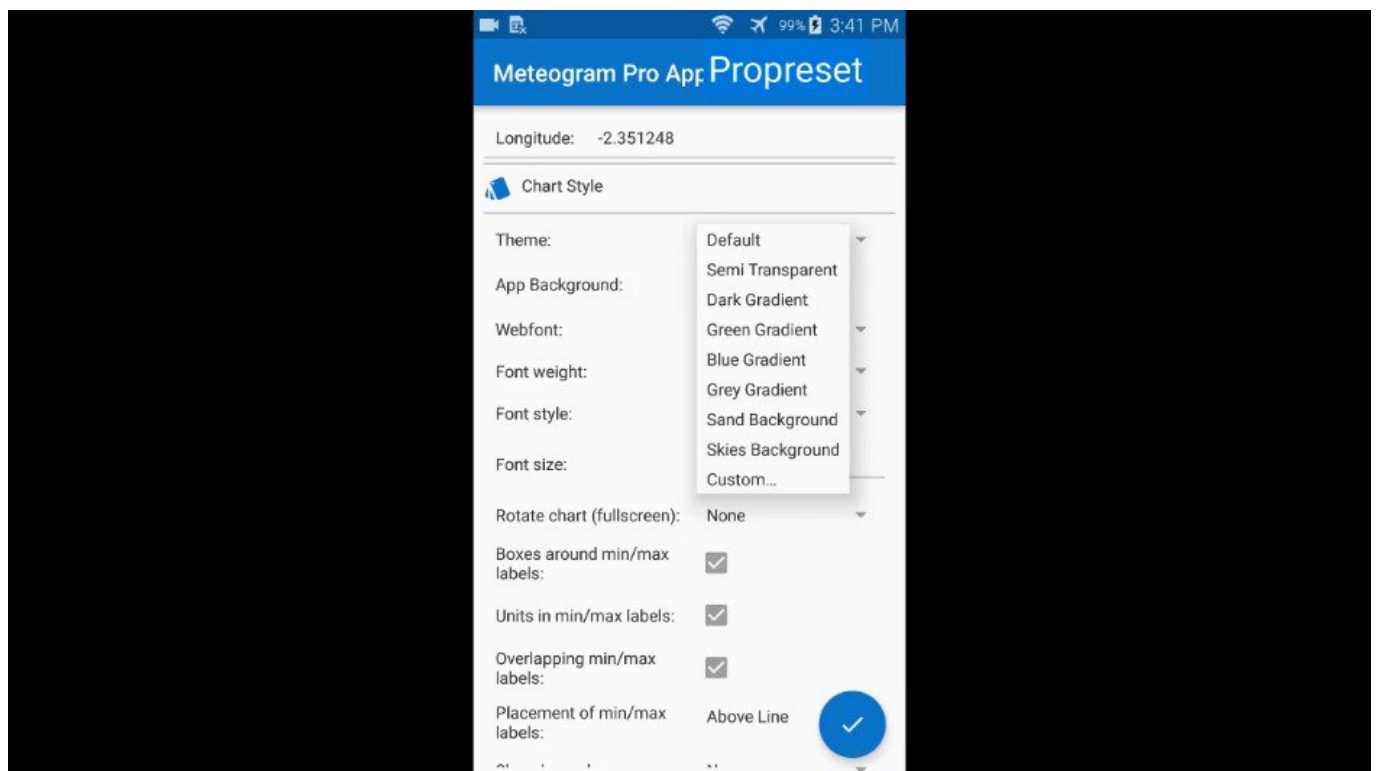 99% 3:41 PM
Meteogram Pro App Propreset
Longitude: -2.351248
Chart Style
Theme: Default
Semi Transparent
App Background:
Dark Gradient
Webfont: Green Gradient
Blue Gradient
Font weight:
Grey Gradient
Font style: Sand Background
Skies Background
Font size:
Custom...
Rotate chart (fullscreen): None
Boxes around min/max
labels:
Units in min/max labels:
Overlapping min/max
labels:
Placement of min/max
labels:
Above Line